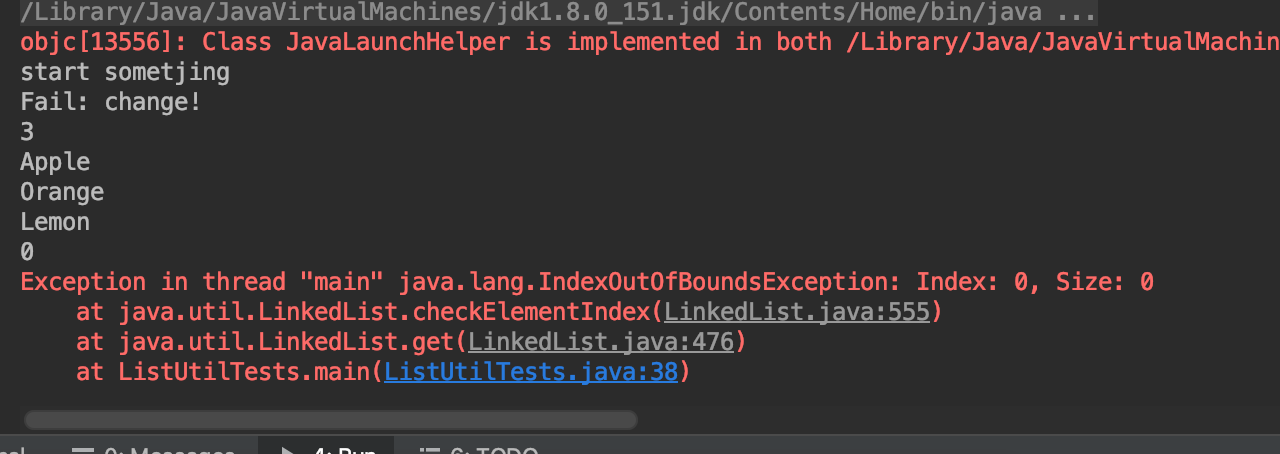 /Library/Java/JavaVirtualMachines/jdk1.8.0_151.jdk/Contents/Home/bin/java ...
objc[13556]: Class JavaLaunchHelper is implemented in both /Library/Java/JavaVirtualMachin
start sometjing
Fail: change!
3
Apple
Orange
Lemon
0
Exception in thread "main" java.lang.IndexOutOfBoundsException: Index: 0, Size: 0
at java.util.LinkedList.checkElementIndex(LinkedList.java:555)
at java.util.LinkedList.get(LinkedList.java:476)
at ListUtilTests.main(ListUtilTests.java:38)
0: Messages 4: Run 6: TODO